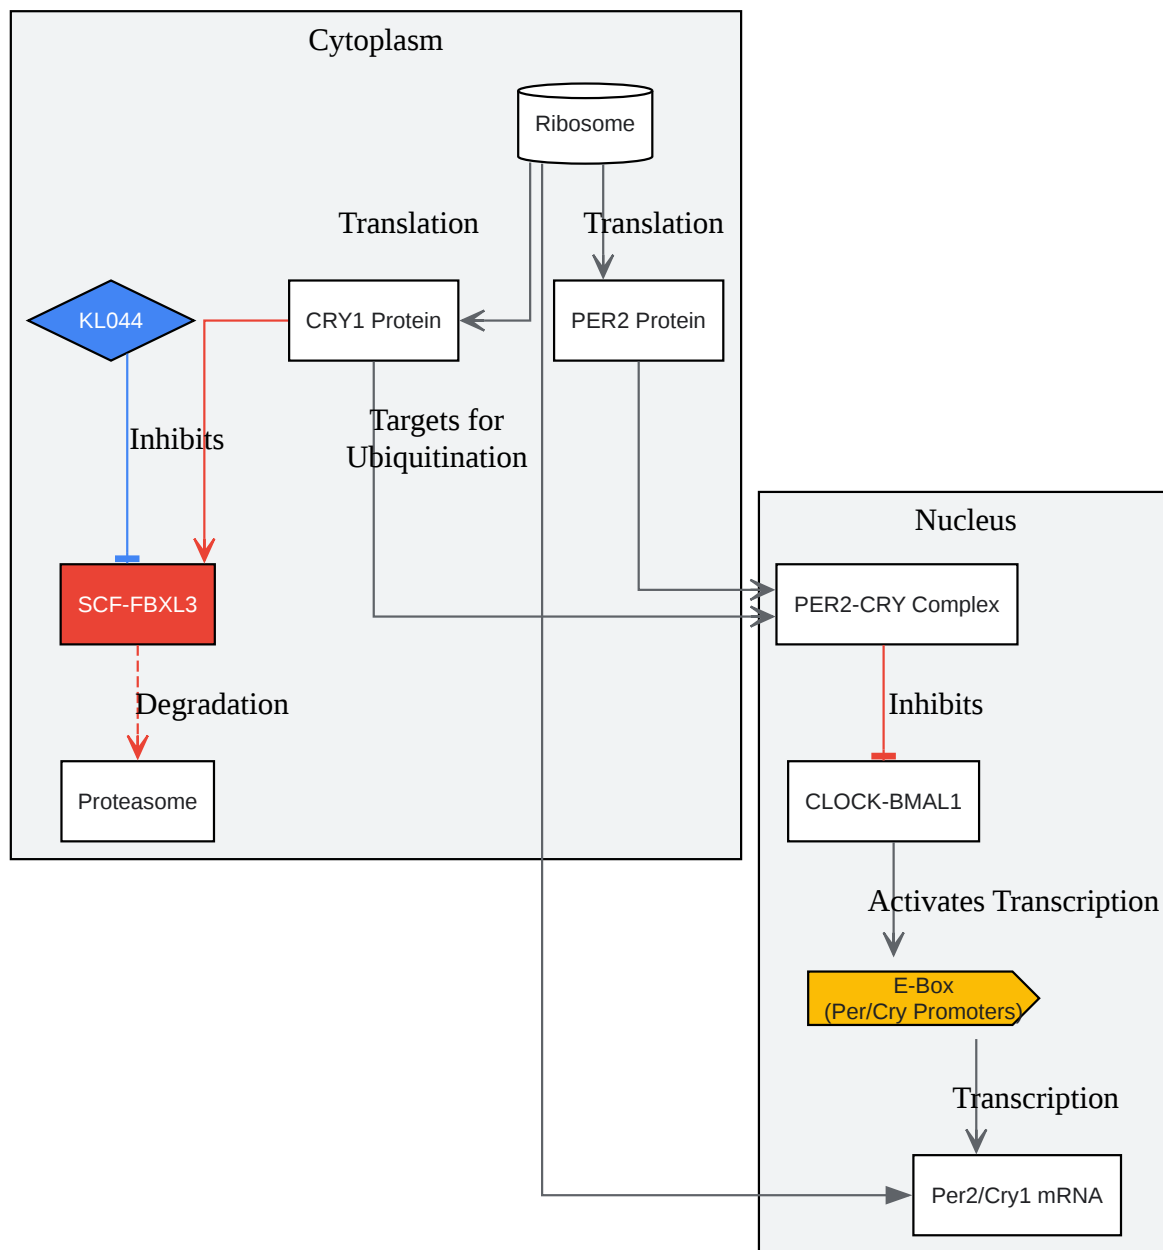 Cytoplasm
Ribosome
Translation
Translation
KL044
CRY1 Protein
PER2 Protein
Targets for
Ubiquitination
Inhibits
Nucleus
SCF-FBXL3
PER2-CRY Complex
Degradation
Inhibits
Proteasome
CLOCK-BMAL1
Activates Transcription
E-Box
(Per/Cry Promoters)
Transcription
Per2/Cry1 mRNA